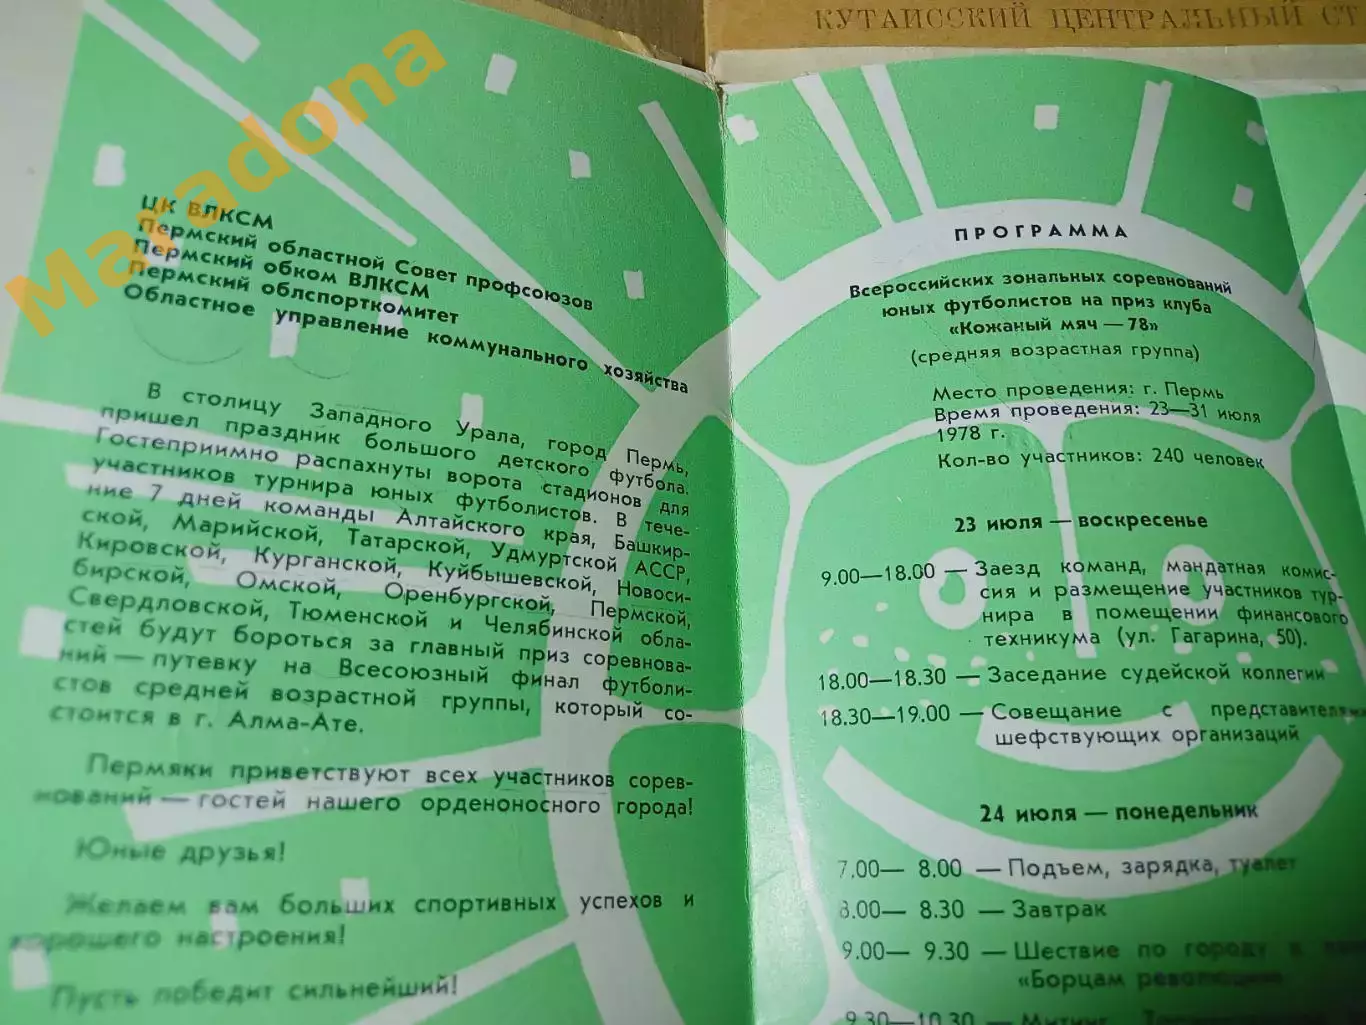 КУТАИССКИЙ ЦЕНТРАЛЬНЫЙ СТ
Maradona
ЦК ВЛКСМ
Пермский областной Совет профсоюзов
Пермский обком ВЛКСМ
Пермский облспорткомитет
Областное управление коммунального хозяйства
В столицу Западного Урала, город Пермь,
пришел праздник большого детского футбола.
Гостеприимно распахнуты ворота стадионов для
участников турнира юных футболистов. В тече-
ние 7 дней команды Алтайского края, Башкир-
ской, Марийской, Татарской, Удмуртской АССР,
Кировской, Курганской, Куйбышевской, Новоси-
бирской, Омской, Оренбургской, Пермской,
Свердловской, Тюменской и Челябинской обла-
стей будут бороться за главный приз соревнова-
ний — путевку на Всесоюзный финал футболи-
стов средней возрастной группы, который со-
стоится в г. Алма-Ате.
Пермяки приветствуют всех участников сорев-
нований — гостей нашего орденоносного города!
Юные друзья!
Желаем вам больших спортивных успехов и
хорошего настроения!
Пусть победит сильнейший!
ПРОГРАММА
Всероссийских зональных соревнований
юных футболистов на приз клуба
«Кожаный мяч — 78»
(средняя возрастная группа)
Место проведения: г. Пермь
Время проведения: 23—31 июля
1978 г.
Кол-во участников: 240 человек
23 июля — воскресенье
9.00—18.00 — Заезд команд, мандатная комис-
сия и размещение участников тур-
нира в помещении финансового
техникума (ул. Гагарина, 50).
18.00—18.30 — Заседание судейской коллегии
18.30—19.00 — Совещание с представителями
шефствующих организаций
24 июля — понедельник
7.00— 8.00 — Подъем, зарядка, туалет
8.00— 8.30 — Завтрак
9.00— 9.30 — Шествие по городу к
«Борцам революции»
9.30—10.30 — Митинг.